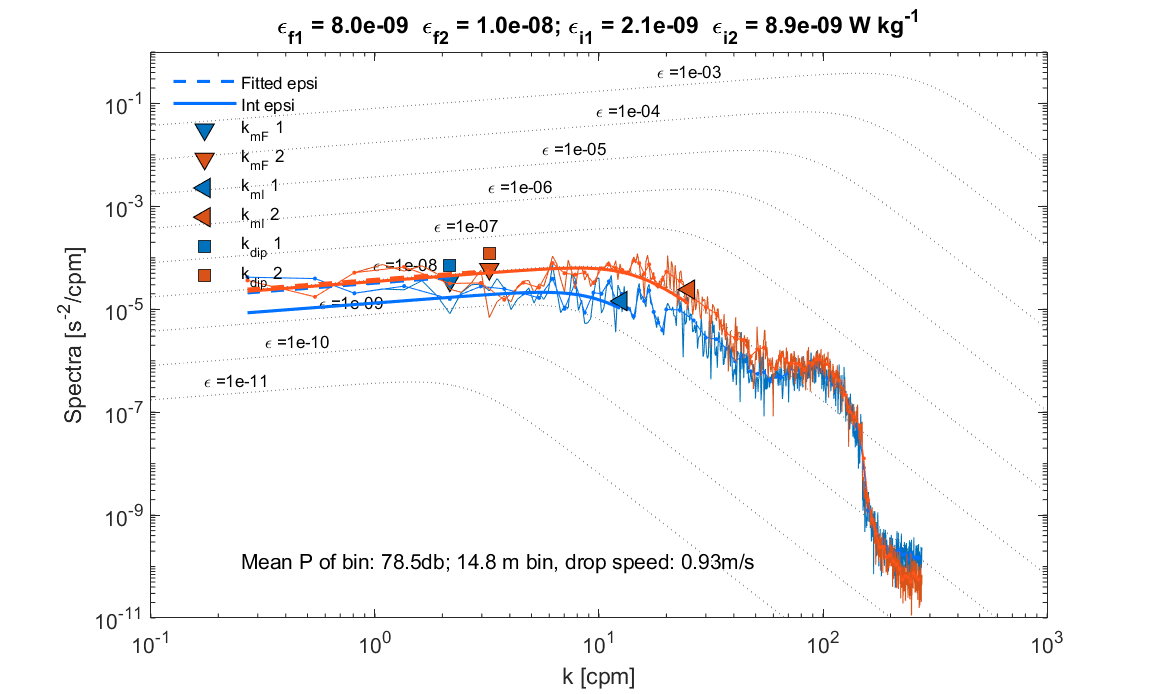 ϵf1 = 8.0e-09 ϵf2 = 1.0e-08; ϵi1 = 2.1e-09 ϵi2 = 8.9e-09 W kg-1
Fitted epsi
Int epsi
kmF 1
kmF 2
kmI 1
kmI 2
kdip 1
kdip 2
ϵ =1e-03
ϵ =1e-04
ϵ =1e-05
ϵ =1e-06
ϵ =1e-07
ϵ =1e-08
ϵ =1e-09
ϵ =1e-10
ϵ =1e-11
Mean P of bin: 78.5db; 14.8 m bin, drop speed: 0.93m/s
Spectra [s-2/cpm]
10-1
10-3
10-5
10-7
10-9
10-11
10-1
100
101
102
103
k [cpm]